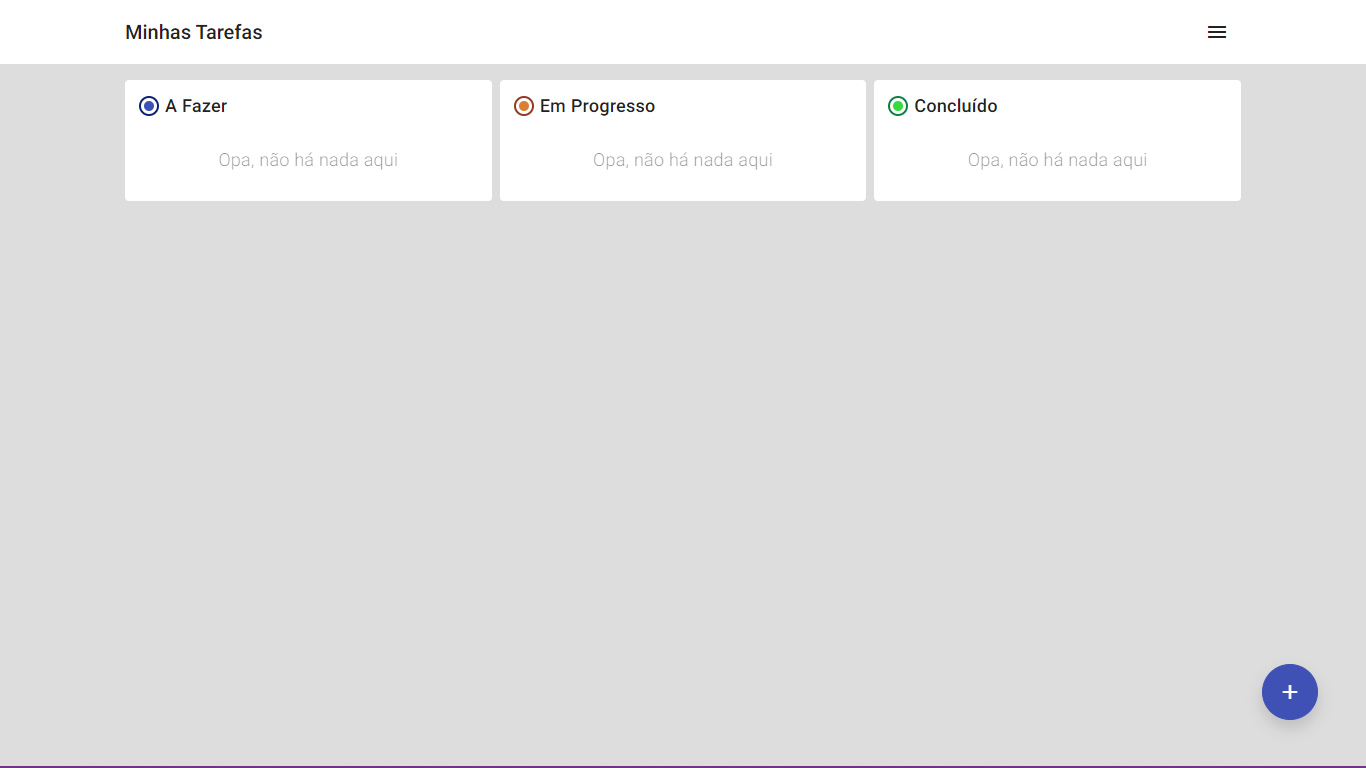 Minhas Tarefas
A Fazer
Opa, não há nada aqui
Em Progresso
Opa, não há nada aqui
Concluído
Opa, não há nada aqui
+